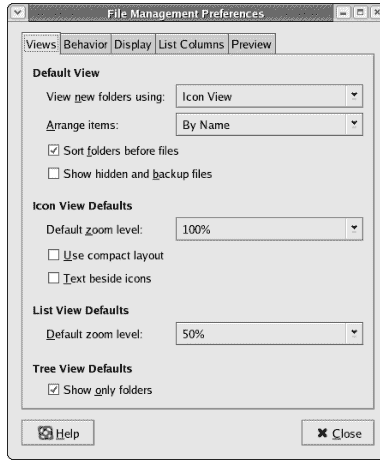 File Management Preferences
Views Behavior Display List Columns Preview
Default View
View new folders using: Icon View
Arrange items: By Name
Sort folders before files
Show hidden and backup files
Icon View Defaults
Default zoom level: 100%
Use compact layout
Text beside icons
List View Defaults
Default zoom level: 50%
Tree View Defaults
Show only folders
Help Close